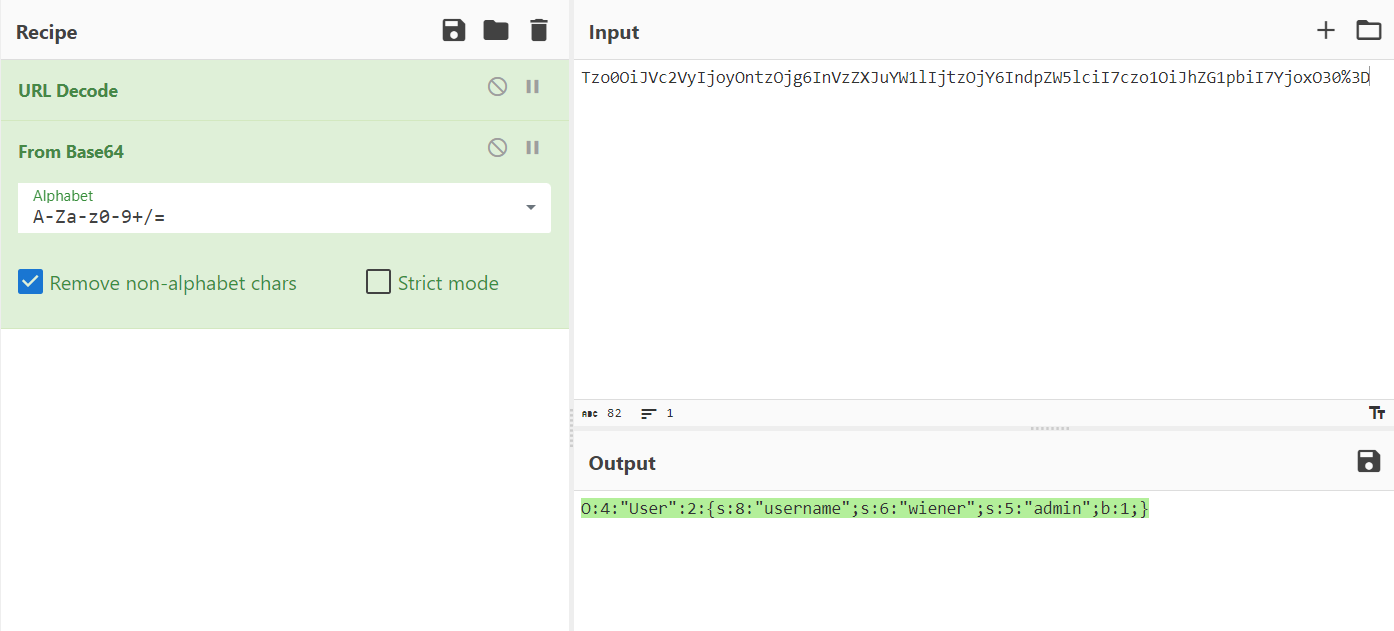 Recipe
URL Decode
From Base64
Alphabet
A-Za-z0-9+/=
Remove non-alphabet chars
Strict mode
Input
Tzo0OiJVc2VyIjoyOntzOjg6InVzZXJuYW1lIjtzOjY6IndpZW5lciI7czo1OiJhZG1pbiI7YjoxO30%3D
ABC 82
1
Tт
Output
O:4:"User":2:{s:8:"username";s:6:"wiener";s:5:"admin";b:1;}